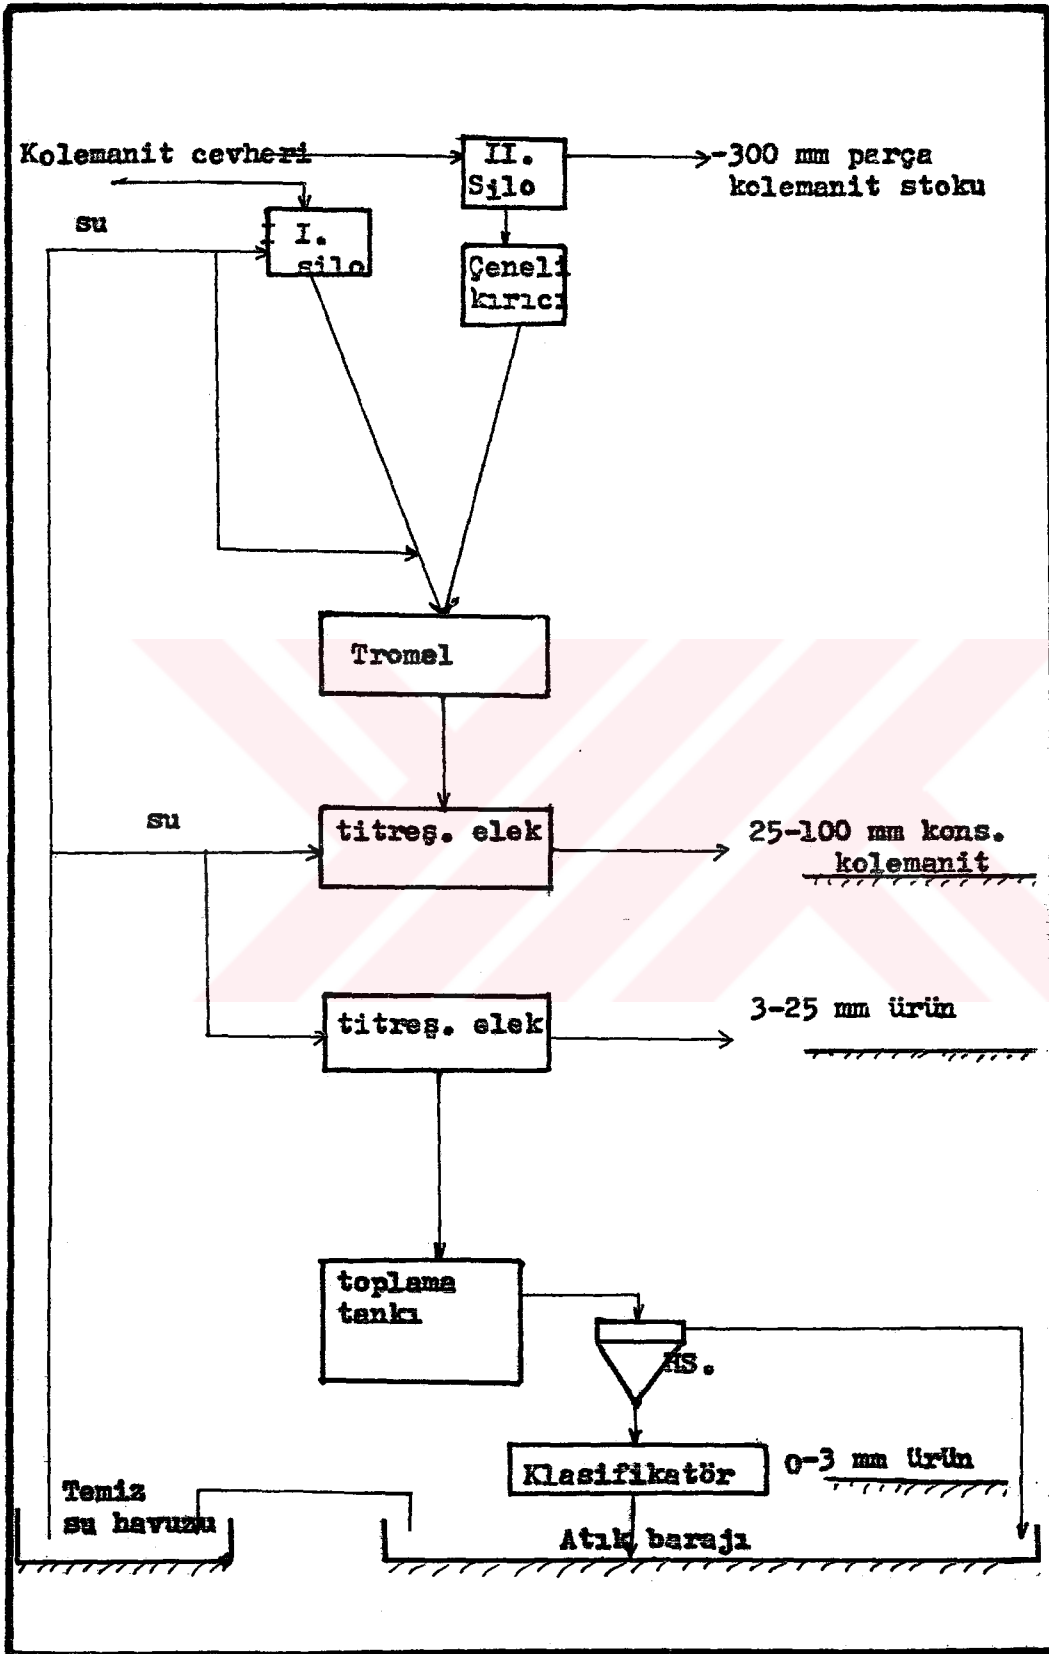 Kolemanit cevheri
II.
Silo
-300 mm parça
kolemanit stoku
su
I I.
silo
Çeneli
kırıcı
Tromel
su
titreş. elek
25-100 mm kons.
kolemanit
titreş. elek
3-25 mm ürün
toplama
tankı
HS.
Klasifikatör
0-3 mm ürün
Temiz
su havuzu
Atık barajı